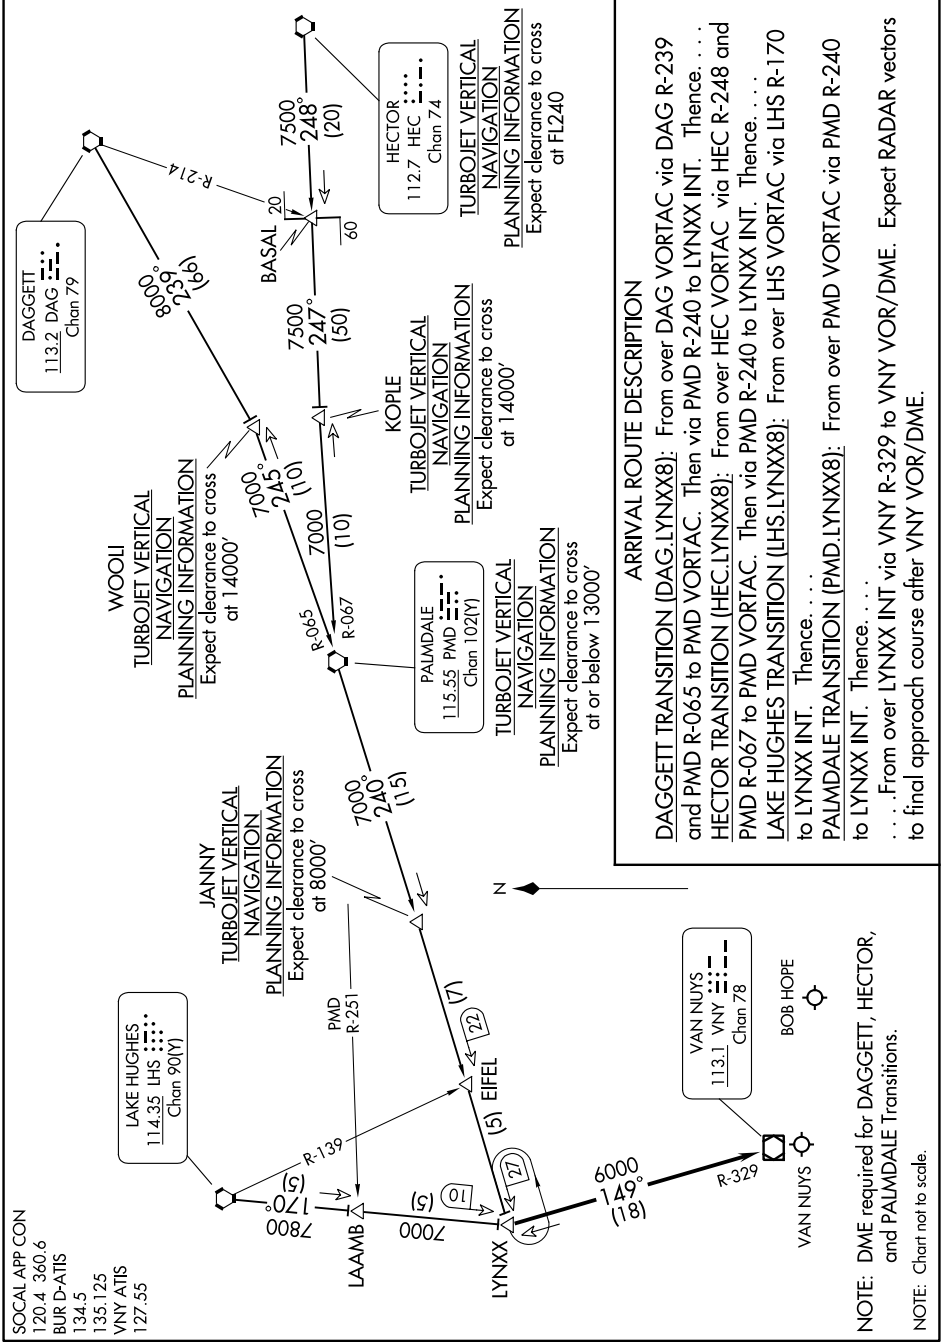 SOCAL APP CON
120.4 360.6
BUR D-ATIS
134.5
135.125
VNY ATIS
127.55
LAKE HUGHES
114.35 LHS
Chan 90(Y)
DAGGETT
113.2 DAG
Chan 79
HECTOR
112.7 HEC
Chan 74
TURBOJET VERTICAL
NAVIGATION
PLANNING INFORMATION
Expect clearance to cross
at FL240
7500
248°
(20)
R-214
BASAL
20
60
8000
239°
(66)
7500
247°
(50)
WOOLI
TURBOJET VERTICAL
NAVIGATION
PLANNING INFORMATION
Expect clearance to cross
at 14000'
KOPLE
TURBOJET VERTICAL
NAVIGATION
PLANNING INFORMATION
Expect clearance to cross
at 14000'
7000
245°
(10)
7000
(10)
R-065
R-067
PALMDALE
115.55 PMD
Chan 102(Y)
TURBOJET VERTICAL
NAVIGATION
PLANNING INFORMATION
Expect clearance to cross
at or below 13000'
JANNY
TURBOJET VERTICAL
NAVIGATION
PLANNING INFORMATION
Expect clearance to cross
at 8000'
7000
240°
(15)
PMD
R-251
(7)
22
EIFEL
R-139
(5)
27
7800
170°
(5)
LAAMB
7000
(5)
10
LYNXX
6000
149°
(18)
R-329
N
VAN NUYS
113.1 VNY
Chan 78
BOB HOPE
VAN NUYS
NOTE: DME required for DAGGETT, HECTOR,
and PALMDALE Transitions.
NOTE: Chart not to scale.
ARRIVAL ROUTE DESCRIPTION
DAGGETT TRANSITION (DAG.LYNXX8): From over DAG VORTAC via DAG R-239
and PMD R-065 to PMD VORTAC. Then via PMD R-240 to LYNXX INT. Thence. . . .
HECTOR TRANSITION (HEC.LYNXX8): From over HEC VORTAC via HEC R-248 and
PMD R-067 to PMD VORTAC. Then via PMD R-240 to LYNXX INT. Thence. . . .
LAKE HUGHES TRANSITION (LHS.LYNXX8): From over LHS VORTAC via LHS R-170
to LYNXX INT. Thence. . . .
PALMDALE TRANSITION (PMD.LYNXX8): From over PMD VORTAC via PMD R-240
to LYNXX INT. Thence. . . .
. . . .From over LYNXX INT via VNY R-329 to VNY VOR/DME. Expect RADAR vectors
to final approach course after VNY VOR/DME.